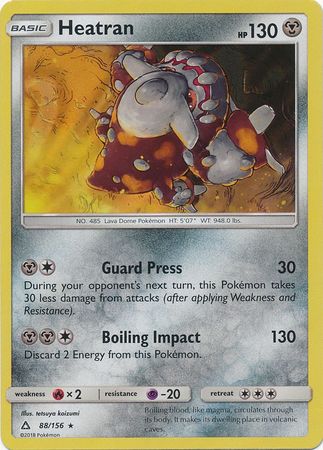 BASIC Heatran HP 130
NO. 485 Lava Dome Pokémon HT: 5'07" WT: 948.0 lbs.
Guard Press 30
During your opponent's next turn, this Pokémon takes
30 less damage from attacks (after applying Weakness and
Resistance).
Boiling Impact 130
Discard 2 Energy from this Pokémon.
weakness ×2 resistance -20 retreat
Illus. tetsuya koizumi
88/156 ★
©2018 Pokémon
Boiling blood, like magma, circulates through
its body. It makes its dwelling place in volcanic
caves.